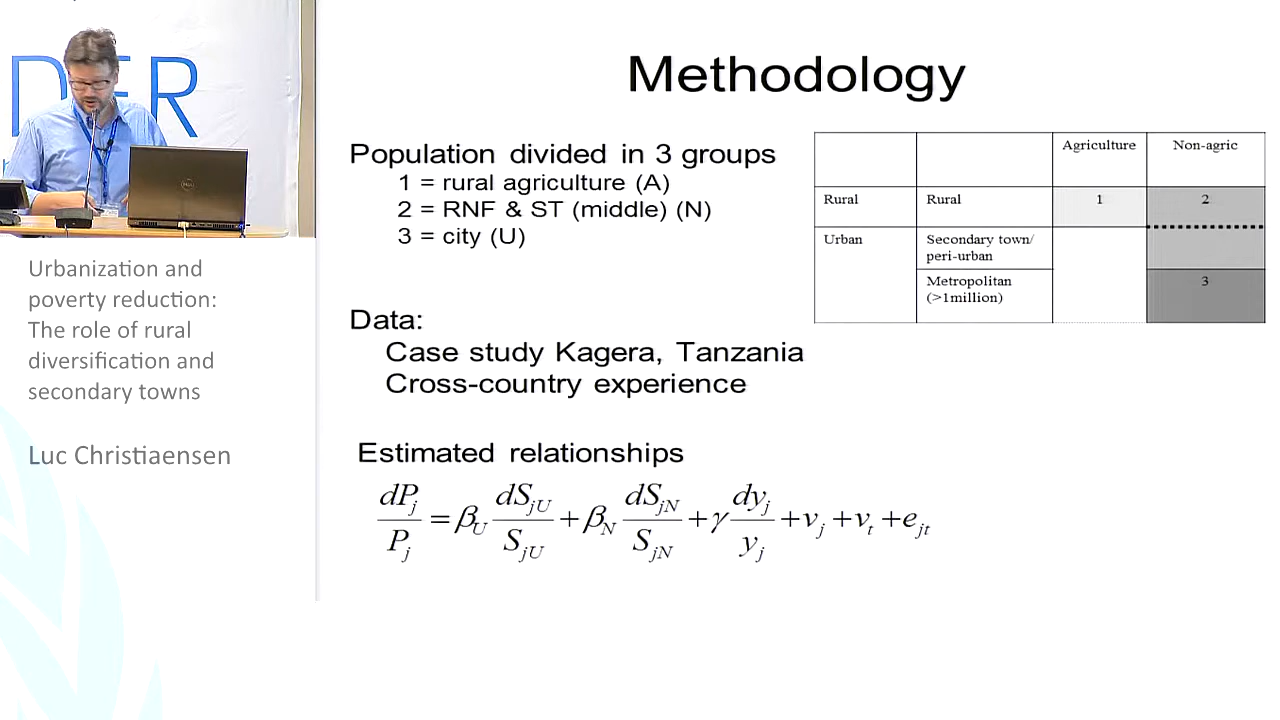 DER
Urbanization and
poverty reduction:
The role of rural
diversification and
secondary towns
Luc Christiaensen
Methodology
Population divided in 3 groups
1 = rural agriculture (A)
2 = RNF & ST (middle) (N)
3 = city (U)
Agriculture Non-agric
Rural Rural 1 2
Urban Secondary town/
peri-urban
Metropolitan 3
(>1million)
Data:
Case study Kagera, Tanzania
Cross-country experience
Estimated relationships
dP_j/P_j = β_U dS_jU/S_jU + β_N dS_jN/S_jN + γ dy_j/y_j + v_j + v_t + e_jt